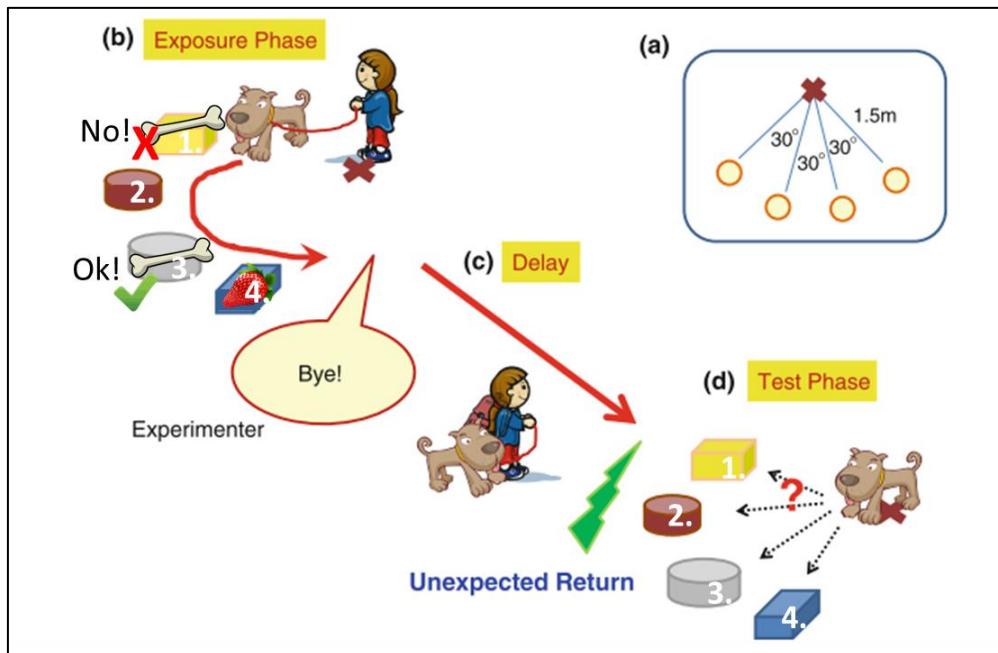 (b) Exposure Phase
(a)
No!
X
1.
2.
1.5m
30°
30°
30°
Ok!
3.
4.
(c) Delay
Bye!
Experimenter
(d) Test Phase
1.
?
2.
Unexpected Return
3.
4.